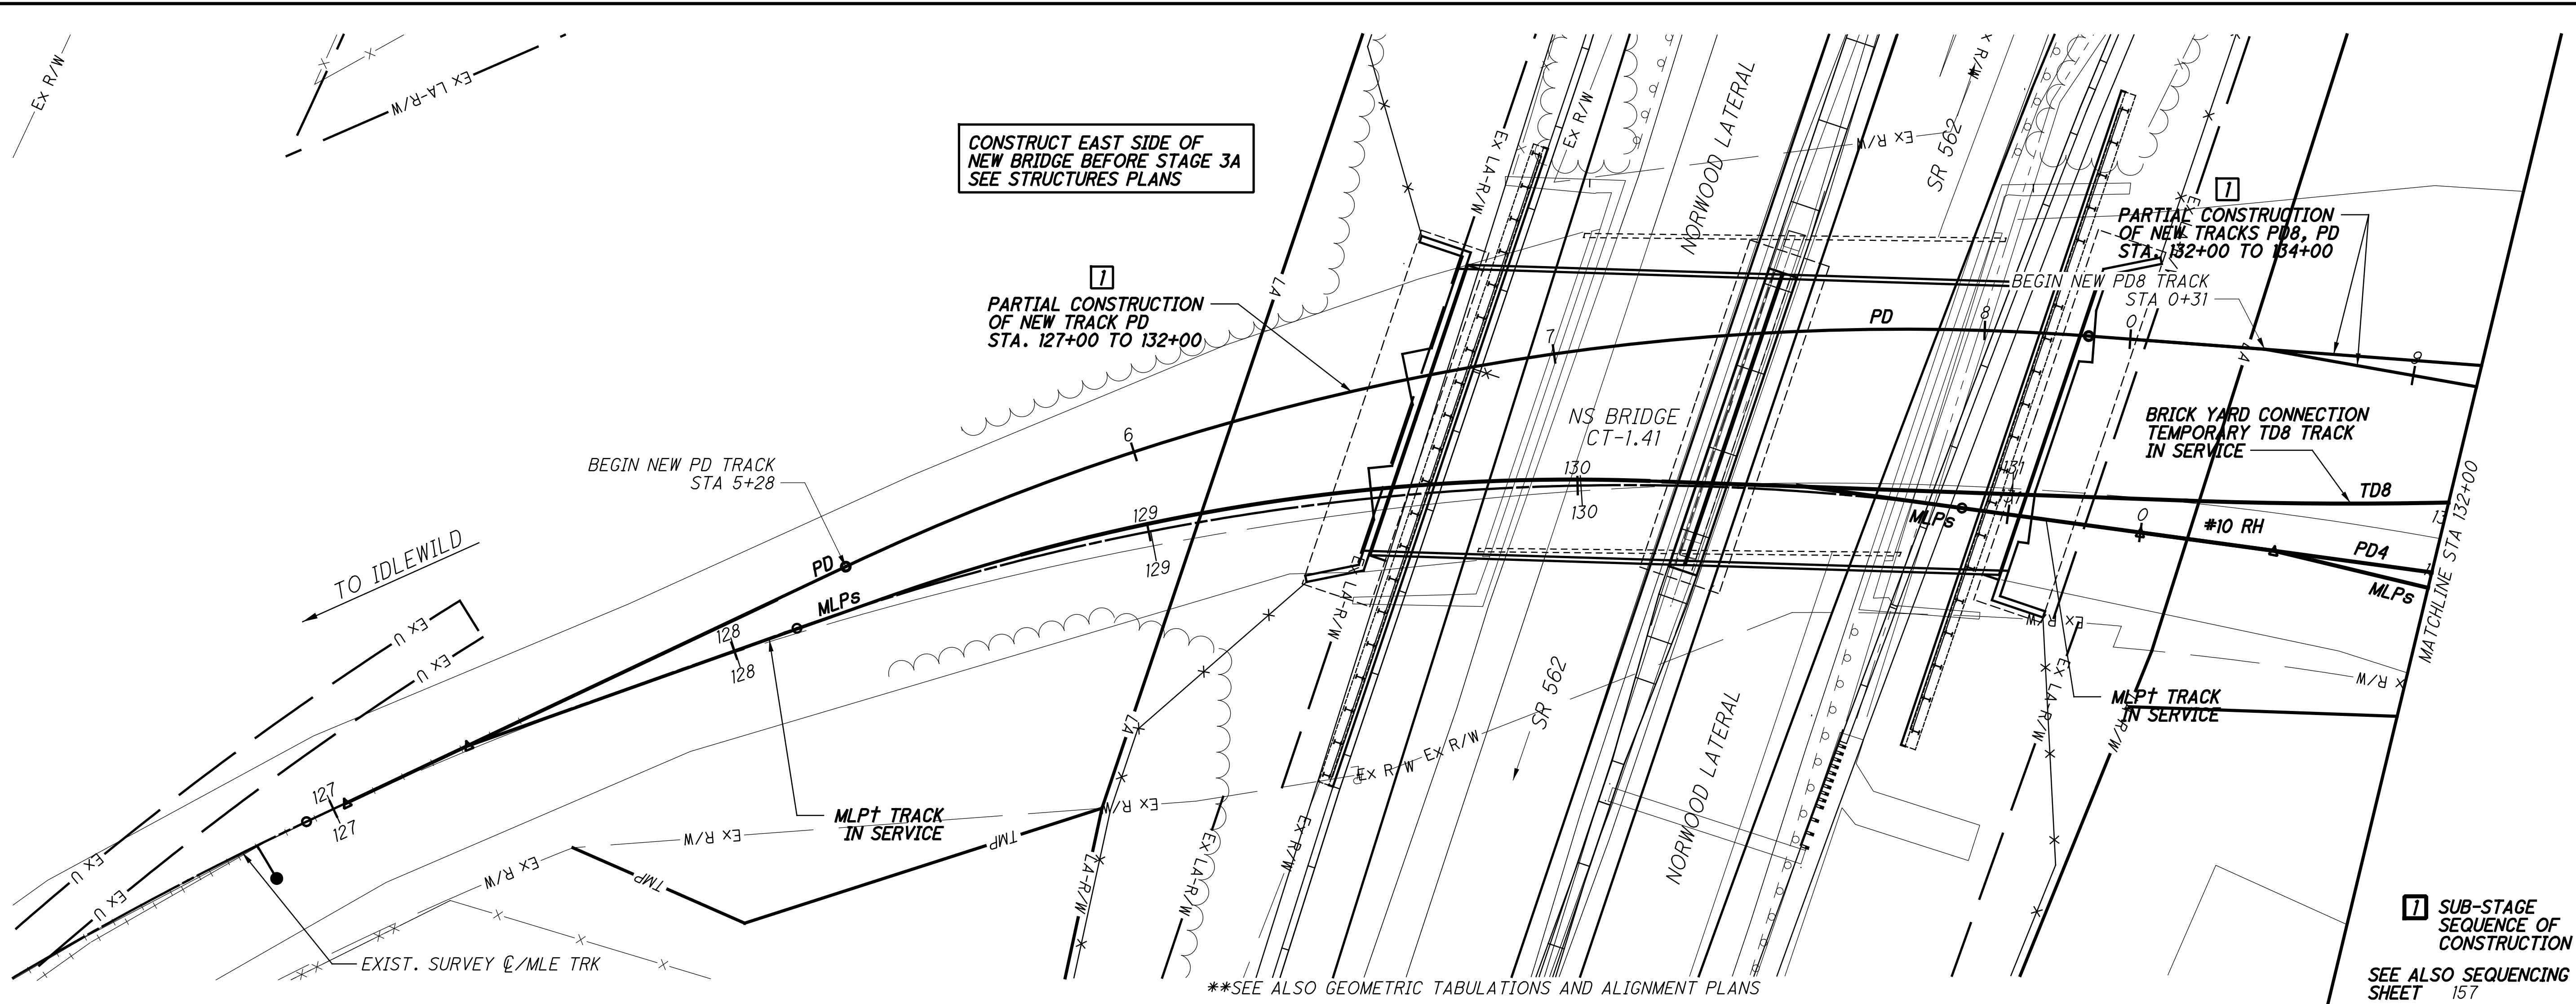 Ex R/W
Ex LA-R/W
CONSTRUCT EAST SIDE OF
NEW BRIDGE BEFORE STAGE 3A
SEE STRUCTURES PLANS
1
PARTIAL CONSTRUCTION
OF NEW TRACK PD
STA. 127+00 TO 132+00
LA
Ex LA-R/W
Ex R/W
NORWOOD LATERAL
Ex R/W
SR 562
R/W
1
PARTIAL CONSTRUCTION
OF NEW TRACKS PD8, PD
STA. 132+00 TO 134+00
BEGIN NEW PD8 TRACK
STA 0+31
PD
6
7
8
0
9
LA
NS BRIDGE
CT-1.41
BRICK YARD CONNECTION
TEMPORARY TD8 TRACK
IN SERVICE
TD8
MATCHLINE STA 132+00
BEGIN NEW PD TRACK
STA 5+28
PD
MLPs
128
128
129
129
130
130
131
MLPs
0
#10 RH
PD4
MLPs
13
1
TO IDLEWILD
Ex U
Ex U
Ex U
Ex U
127
127
MLP† TRACK
IN SERVICE
MLP† TRACK
IN SERVICE
Ex LA-R/W
Ex R/W
R/W
Ex LA-R/W
R/W
LA
SR 562
NORWOOD LATERAL
Ex R/W
Ex R/W
Ex R/W
Ex R/W
Ex R/W
TMP
TMP
LA-R/W
Ex LA-R/W
Ex R/W
EXIST. SURVEY ℄/MLE TRK
**SEE ALSO GEOMETRIC TABULATIONS AND ALIGNMENT PLANS
1 SUB-STAGE
SEQUENCE OF
CONSTRUCTION
SEE ALSO SEQUENCING
SHEET 157